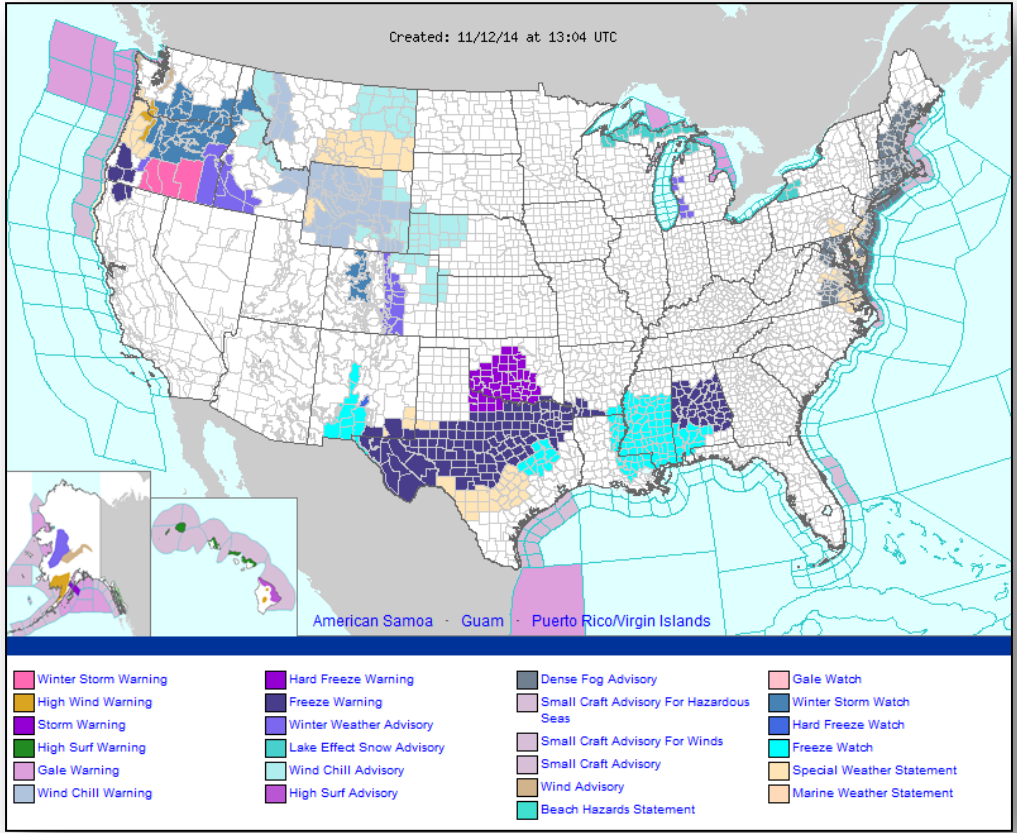 Created: 11/12/14 at 13:04 UTC
American Samoa · Guam · Puerto Rico/Virgin Islands
Winter Storm Warning
High Wind Warning
Storm Warning
High Surf Warning
Gale Warning
Wind Chill Warning
Hard Freeze Warning
Freeze Warning
Winter Weather Advisory
Lake Effect Snow Advisory
Wind Chill Advisory
High Surf Advisory
Dense Fog Advisory
Small Craft Advisory For Hazardous
Seas
Small Craft Advisory For Winds
Small Craft Advisory
Wind Advisory
Beach Hazards Statement
Gale Watch
Winter Storm Watch
Hard Freeze Watch
Freeze Watch
Special Weather Statement
Marine Weather Statement